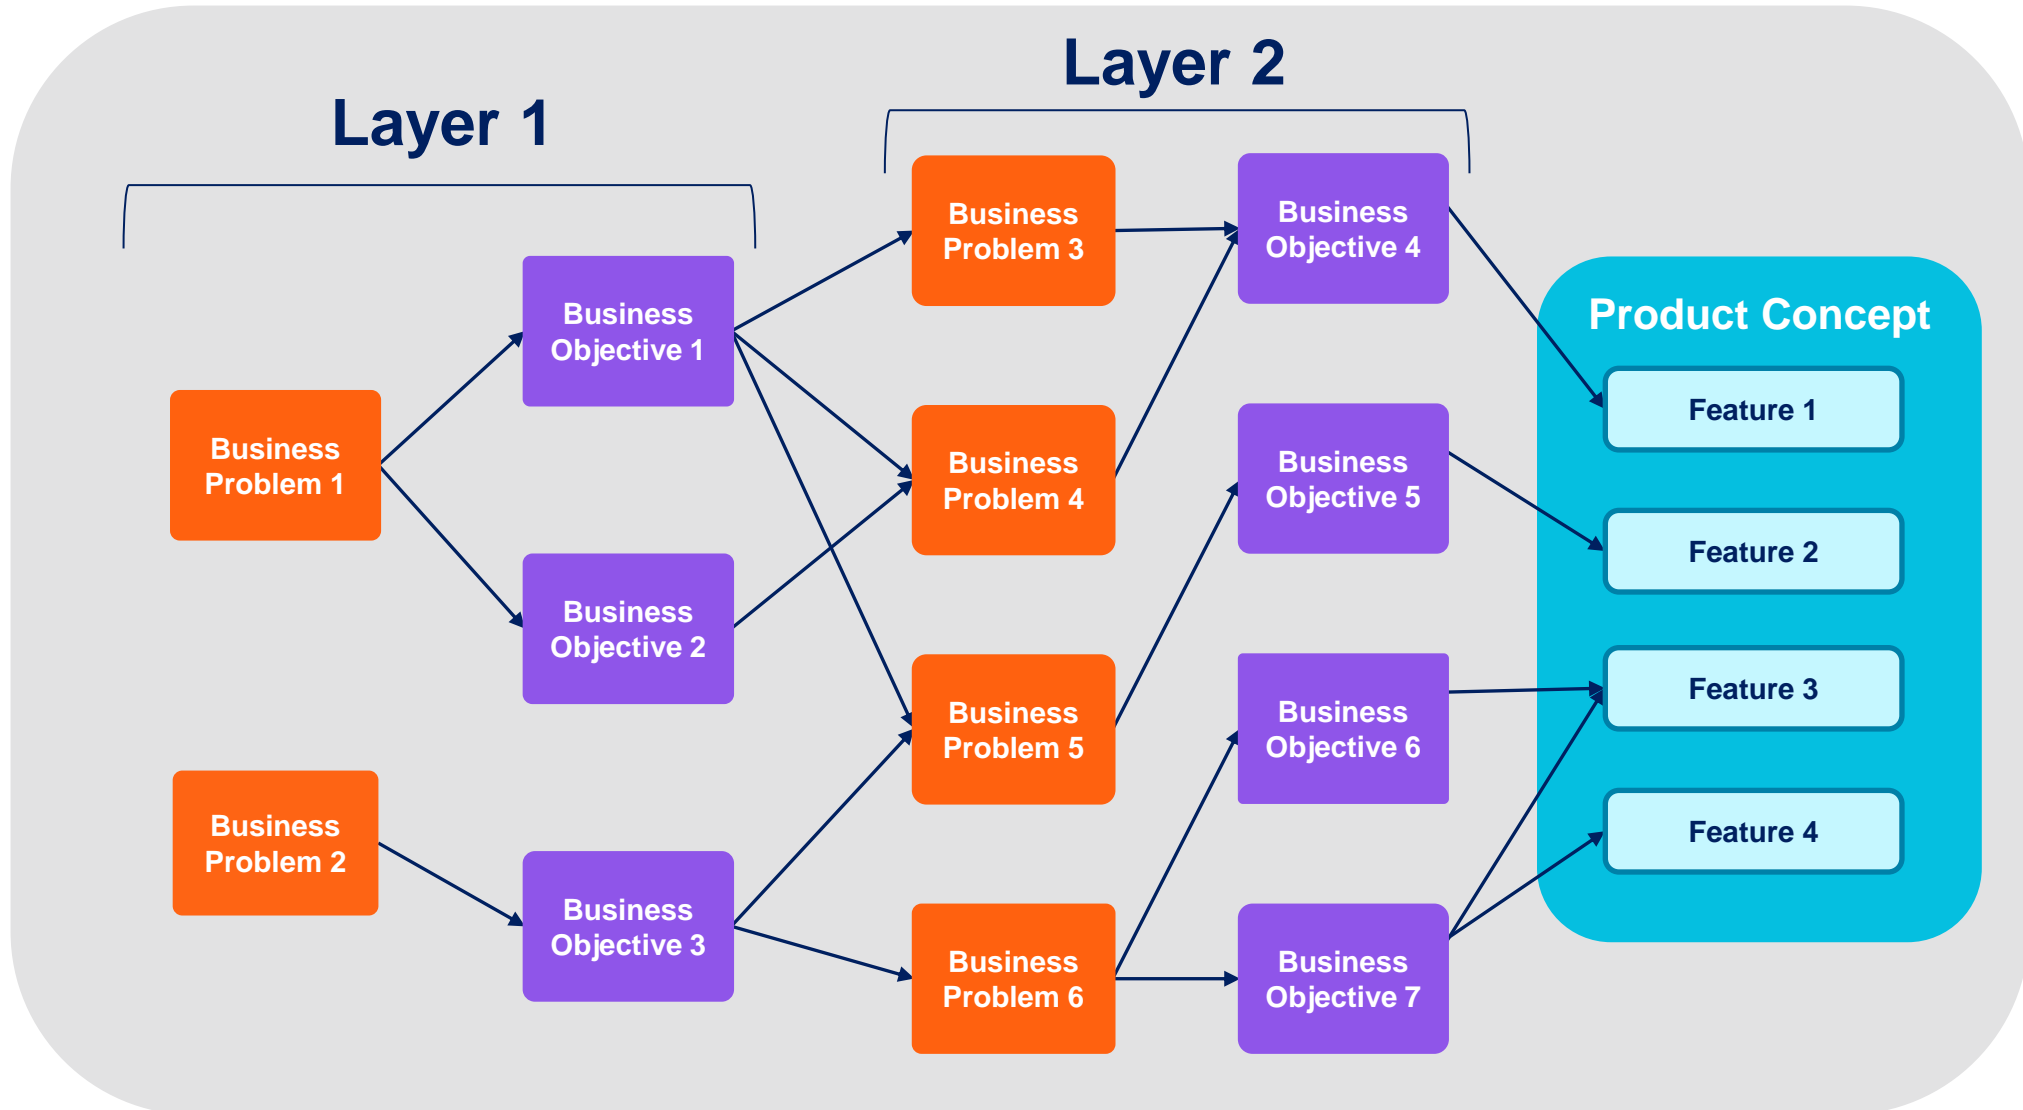 Layer 1
Layer 2
Business
Problem 1
Business
Problem 2
Business
Objective 1
Business
Objective 2
Business
Objective 3
Business
Problem 3
Business
Problem 4
Business
Problem 5
Business
Problem 6
Business
Objective 4
Business
Objective 5
Business
Objective 6
Business
Objective 7
Product Concept
Feature 1
Feature 2
Feature 3
Feature 4